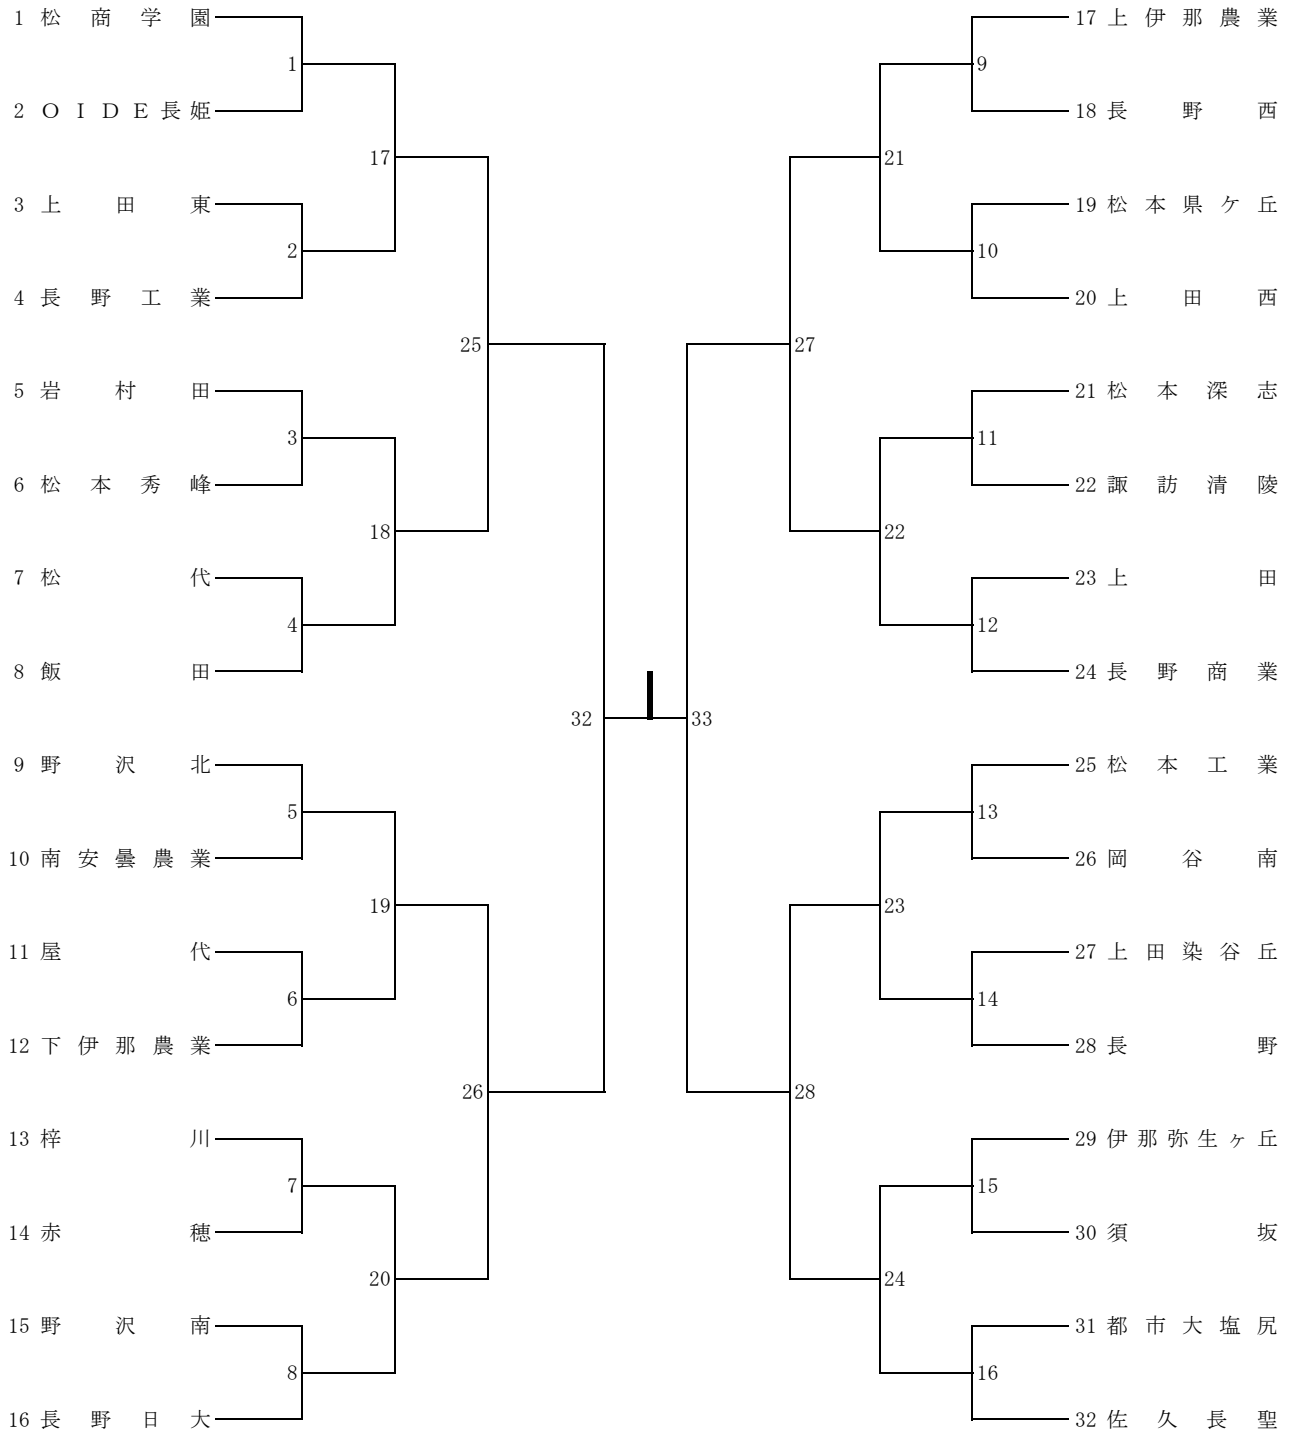 1 松商学園
1
2 ＯＩＤＥ長姫
17
3 上田東
2
4 長野工業
25
5 岩村田
3
6 松本秀峰
18
7 松代
4
8 飯田
32
9 野沢北
5
10 南安曇農業
19
11 屋代
6
12 下伊那農業
26
13 梓川
7
14 赤穂
20
15 野沢南
8
16 長野日大
17 上伊那農業
9
18 長野西
21
19 松本県ケ丘
10
20 上田西
27
21 松本深志
11
22 諏訪清陵
22
23 上田
12
24 長野商業
33
25 松本工業
13
26 岡谷南
23
27 上田染谷丘
14
28 長野
28
29 伊那弥生ヶ丘
15
30 須坂
24
31 都市大塩尻
16
32 佐久長聖